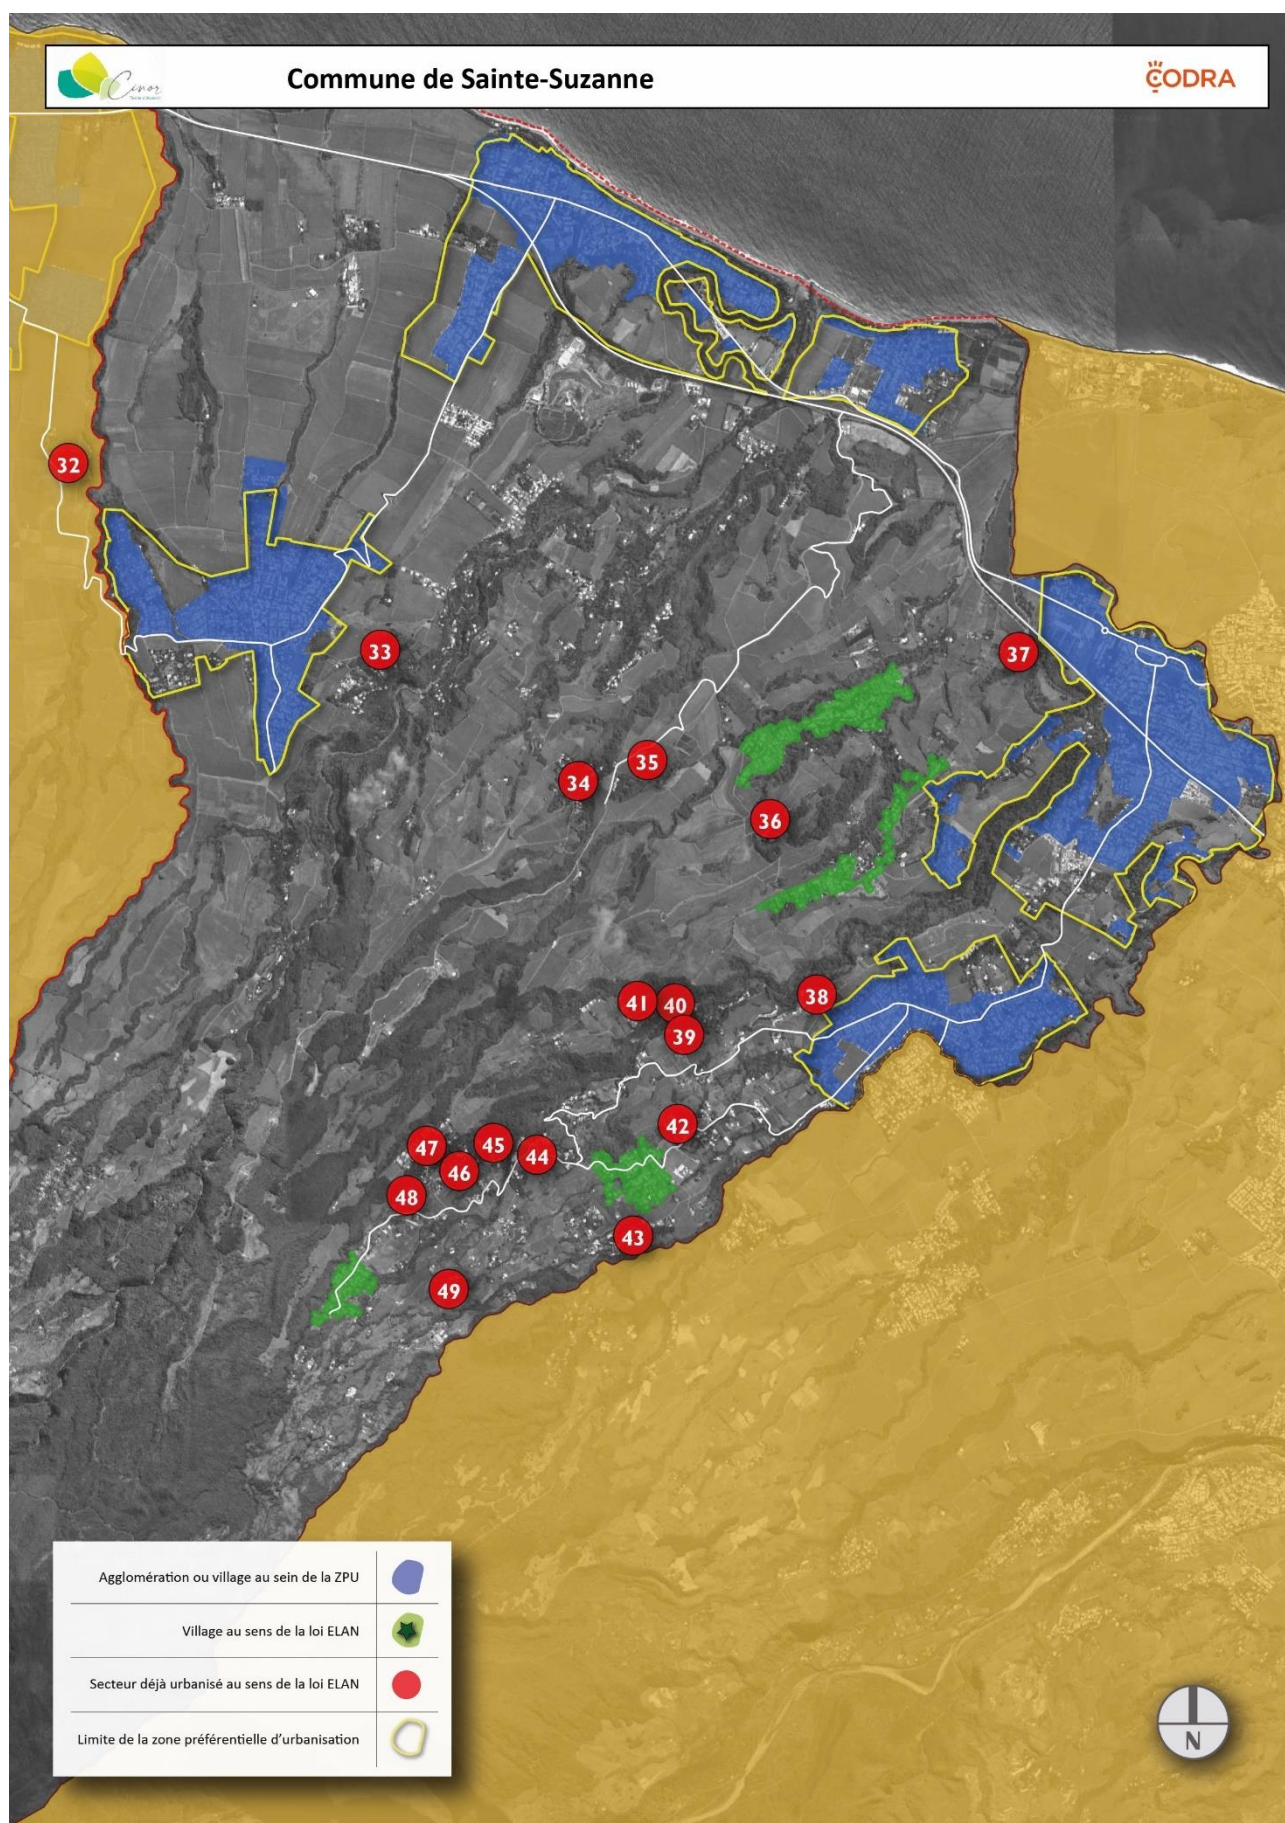 Cinor
Commune de Sainte-Suzanne
CODRA
32
33
34
35
36
37
38
39
40
41
42
43
44
45
46
47
48
49
Agglomération ou village au sein de la ZPU
Village au sens de la loi ELAN
Secteur déjà urbanisé au sens de la loi ELAN
Limite de la zone préférentielle d'urbanisation
N